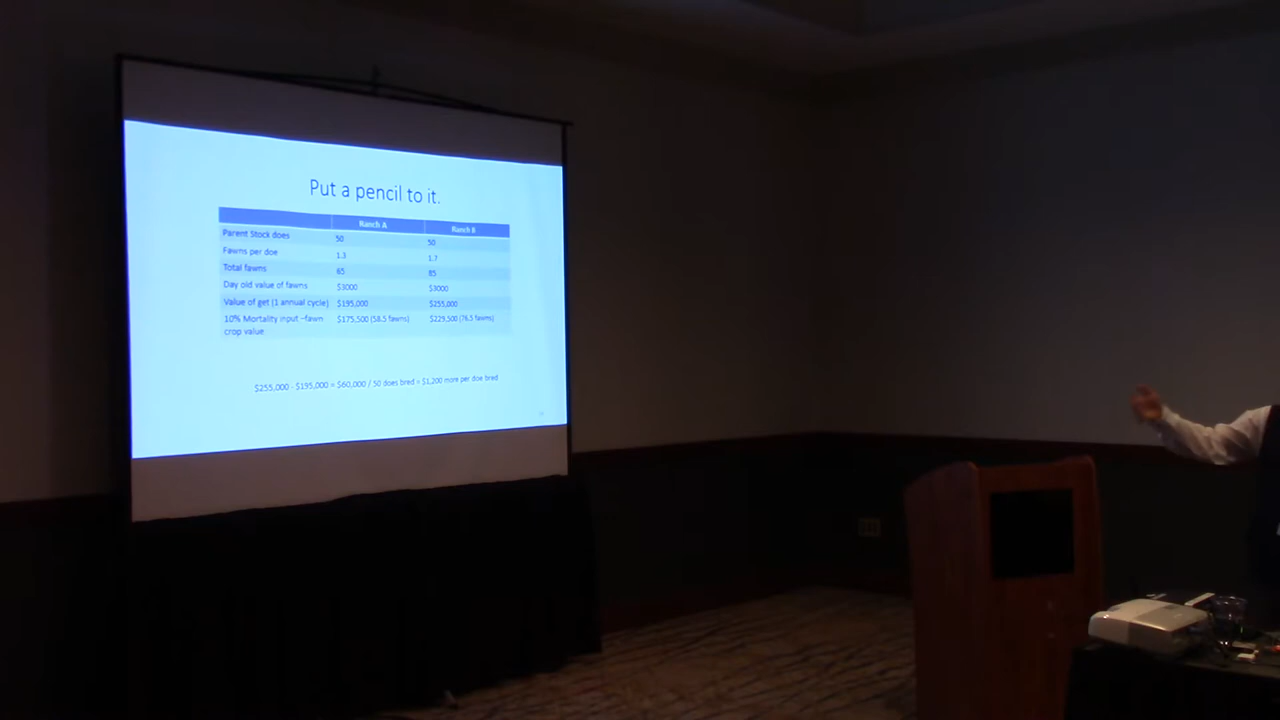 Put a pencil to it.
Ranch A Ranch B
Parent Stock does 50 50
Fawns per doe 1.3 1.7
Total fawns 65 85
Day old value of fawns $3000 $3000
Value of get (1 annual cycle) $195,000 $255,000
10% Mortality input –fawn $175,500 (58.5 fawns) $229,500 (76.5 fawns)
crop value
$255,000 - $195,000 = $60,000 / 50 does bred = $1,200 more per doe bred